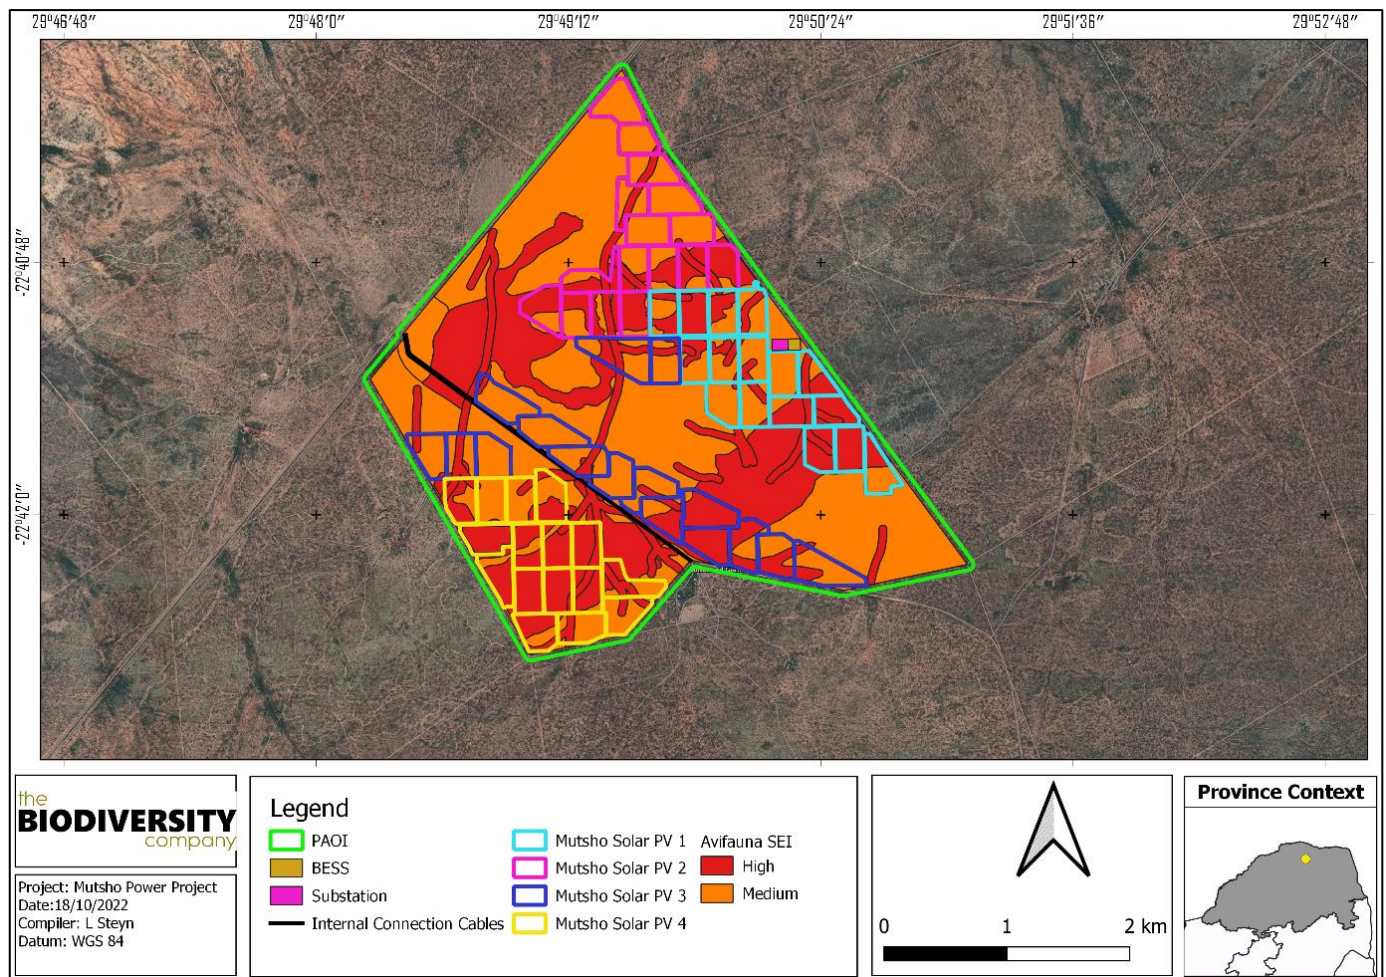 29°46′48″ 29°48′0″ 29°49′12″ 29°50′24″ 29°51′36″ 29°52′48″
-22°40′48″
-22°42′0″
the
BIODIVERSITY
company
Project: Mutsho Power Project
Date:18/10/2022
Compiler: L Steyn
Datum: WGS 84
Legend
PAOI
BESS
Substation
Internal Connection Cables
Mutsho Solar PV 1
Mutsho Solar PV 2
Mutsho Solar PV 3
Mutsho Solar PV 4
Avifauna SEI
High
Medium
0 1 2 km
Province Context